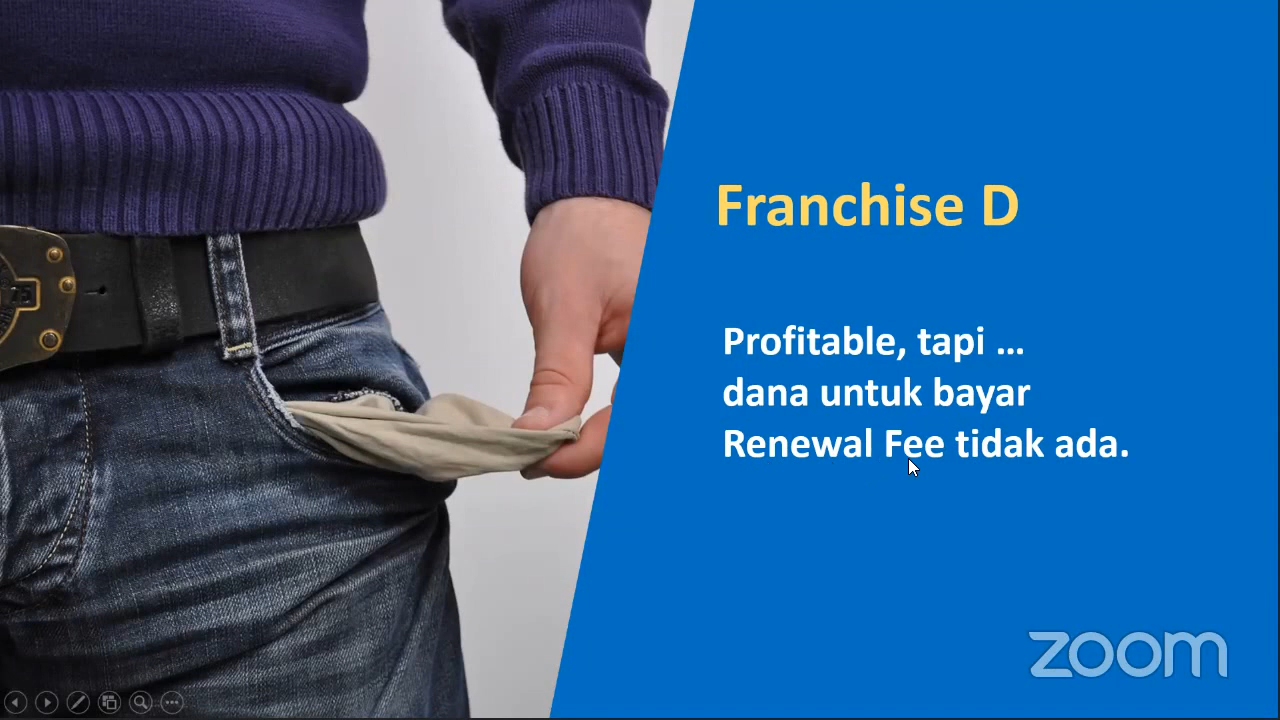 Franchise D
Profitable, tapi ...
dana untuk bayar
Renewal Fee tidak ada.
zoom